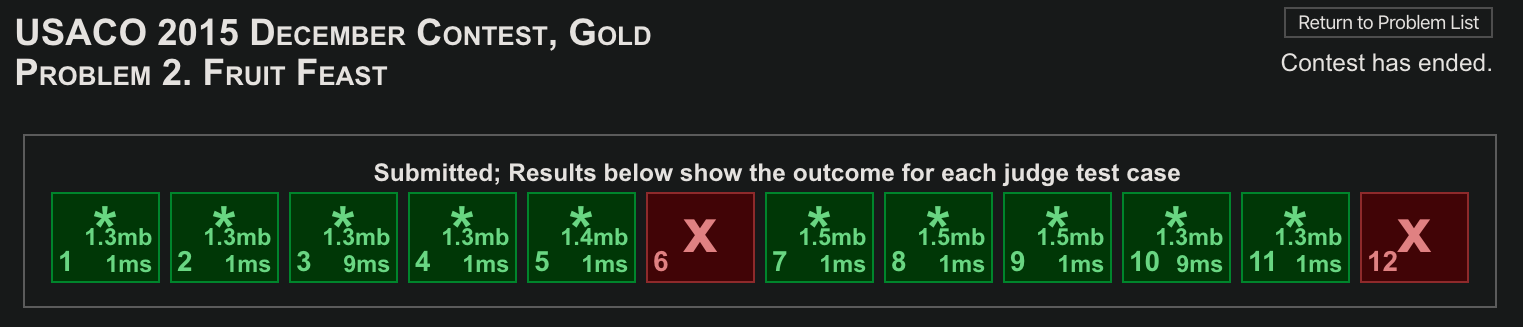 USACO 2015 December Contest, Gold
Problem 2. Fruit Feast
Return to Problem List
Contest has ended.
Submitted; Results below show the outcome for each judge test case
* 1.3mb 1 1ms
* 1.3mb 2 1ms
* 1.3mb 3 9ms
* 1.3mb 4 1ms
* 1.4mb 5 1ms
x 6
* 1.5mb 7 1ms
* 1.5mb 8 1ms
* 1.5mb 9 1ms
* 1.3mb 10 9ms
* 1.3mb 11 1ms
x 12